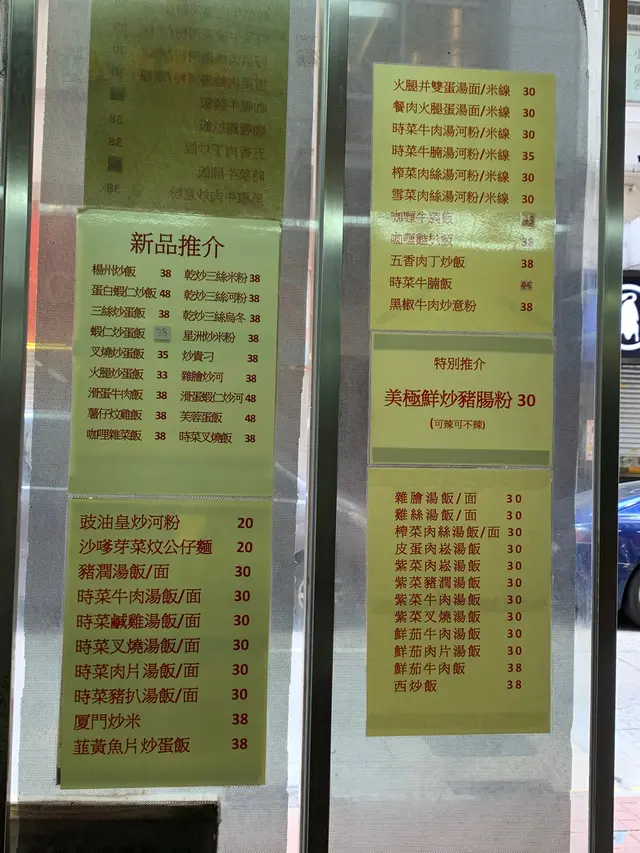 新品推介
楊州炒飯 38 乾炒三絲米粉 38
蛋白蝦仁炒飯 48 乾炒三絲河粉 38
三絲炒蛋飯 38 乾炒三絲烏冬 38
蝦仁炒蛋飯 星洲炒米粉 38
叉燒炒蛋飯 35 炒貴刁 38
火腿炒蛋飯 33 雜膾炒河 38
滑蛋牛肉飯 38 滑蛋蝦仁炒河 48
薯仔炆雞飯 38 芙蓉蛋飯 48
咖哩雜菜飯 38 時菜叉燒飯 38
豉油皇炒河粉 20
沙嗲芽菜炆公仔麵 20
豬潤湯飯/面 30
時菜牛肉湯飯/面 30
時菜鹹雞湯飯/面 30
時菜叉燒湯飯/面 30
時菜肉片湯飯/面 30
時菜豬扒湯飯/面 30
厦門炒米 38
韮黃魚片炒蛋飯 38
火腿并雙蛋湯面/米線 30
餐肉火腿蛋湯面/米線 30
時菜牛肉湯河粉/米線 30
時菜牛腩湯河粉/米線 35
榨菜肉絲湯河粉/米線 30
雪菜肉絲湯河粉/米線 30
咖喱牛腩飯
咖喱雞扒飯 38
五香肉丁炒飯 38
時菜牛腩飯
黑椒牛肉炒意粉 38
特別推介
美極鮮炒豬腸粉 30
(可辣可不辣)
雜膾湯飯/面 30
雞絲湯飯/面 30
榨菜肉絲湯飯/面 30
皮蛋肉崧湯飯 30
紫菜肉崧湯飯 30
紫菜豬潤湯飯 30
紫菜牛肉湯飯 30
紫菜叉燒湯飯 30
鮮茄牛肉湯飯 30
鮮茄肉片湯飯 30
鮮茄牛肉飯 38
西炒飯 38